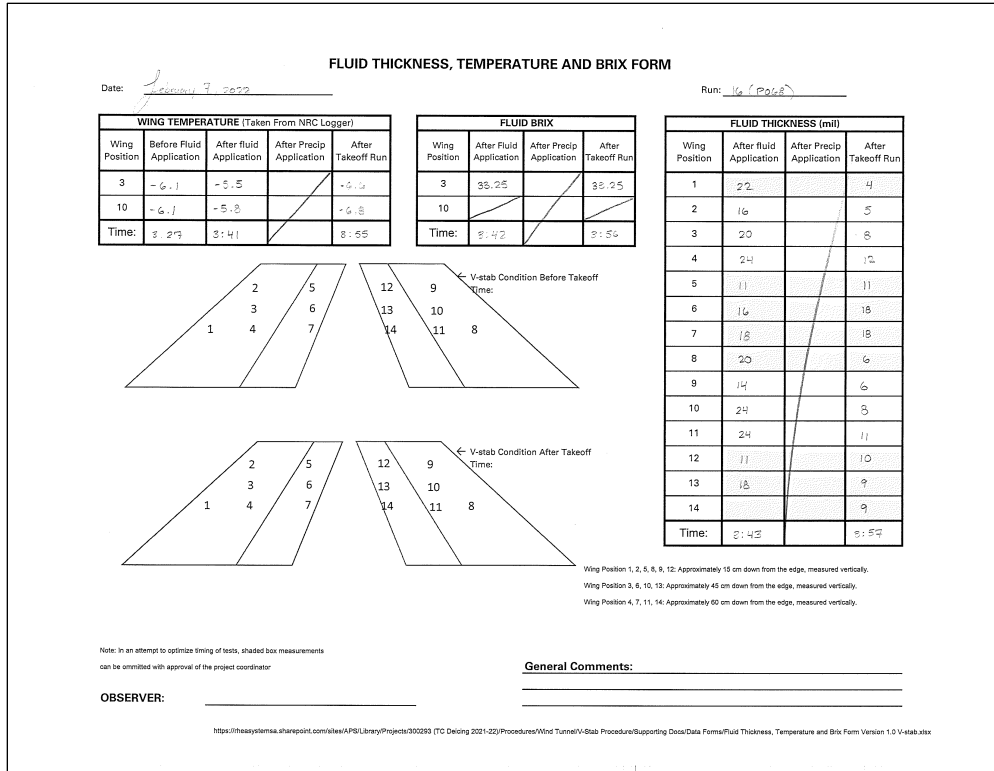 FLUID THICKNESS, TEMPERATURE AND BRIX FORM
Date: February 7, 2022
Run: 16 (PO6B)
WING TEMPERATURE (Taken From NRC Logger)
Wing Position Before Fluid Application After fluid Application After Precip Application After Takeoff Run
3 -6.1 -5.5
10 -6.1 -5.8 -6.8
Time: 3:27 3:41 3:55
FLUID BRIX
Wing Position After Fluid Application After Precip Application After Takeoff Run
3 33.25 33.25
10
Time: 3:42 3:56
FLUID THICKNESS (mil)
Wing Position After fluid Application After Precip Application After Takeoff Run
1 22 4
2 16 5
3 20 8
4 24 12
5 11 11
6 16 18
7 18 18
8 20 6
9 14 6
10 24 8
11 24 11
12 11 10
13 18 9
14 9
Time: 3:43 3:57
← V-stab Condition Before Takeoff
Time:
2 5 12 9
3 6 13 10
1 4 7 14 11 8
← V-stab Condition After Takeoff
Time:
2 5 12 9
3 6 13 10
1 4 7 14 11 8
Wing Position 1, 2, 5, 8, 9, 12: Approximately 15 cm down from the edge, measured vertically.
Wing Position 3, 6, 10, 13: Approximately 45 cm down from the edge, measured vertically.
Wing Position 4, 7, 11, 14: Approximately 60 cm down from the edge, measured vertically.
Note: In an attempt to optimize timing of tests, shaded box measurements
can be ommitted with approval of the project coordinator
General Comments:
OBSERVER:
https://rheasystemsa.sharepoint.com/sites/APS/Library/Projects/300293 (TC Deicing 2021-22)/Procedures/Wind Tunnel/V-Stab Procedure/Supporting Docs/Data Forms/Fluid Thickness, Temperature and Brix Form Version 1.0 V-stab.xlsx